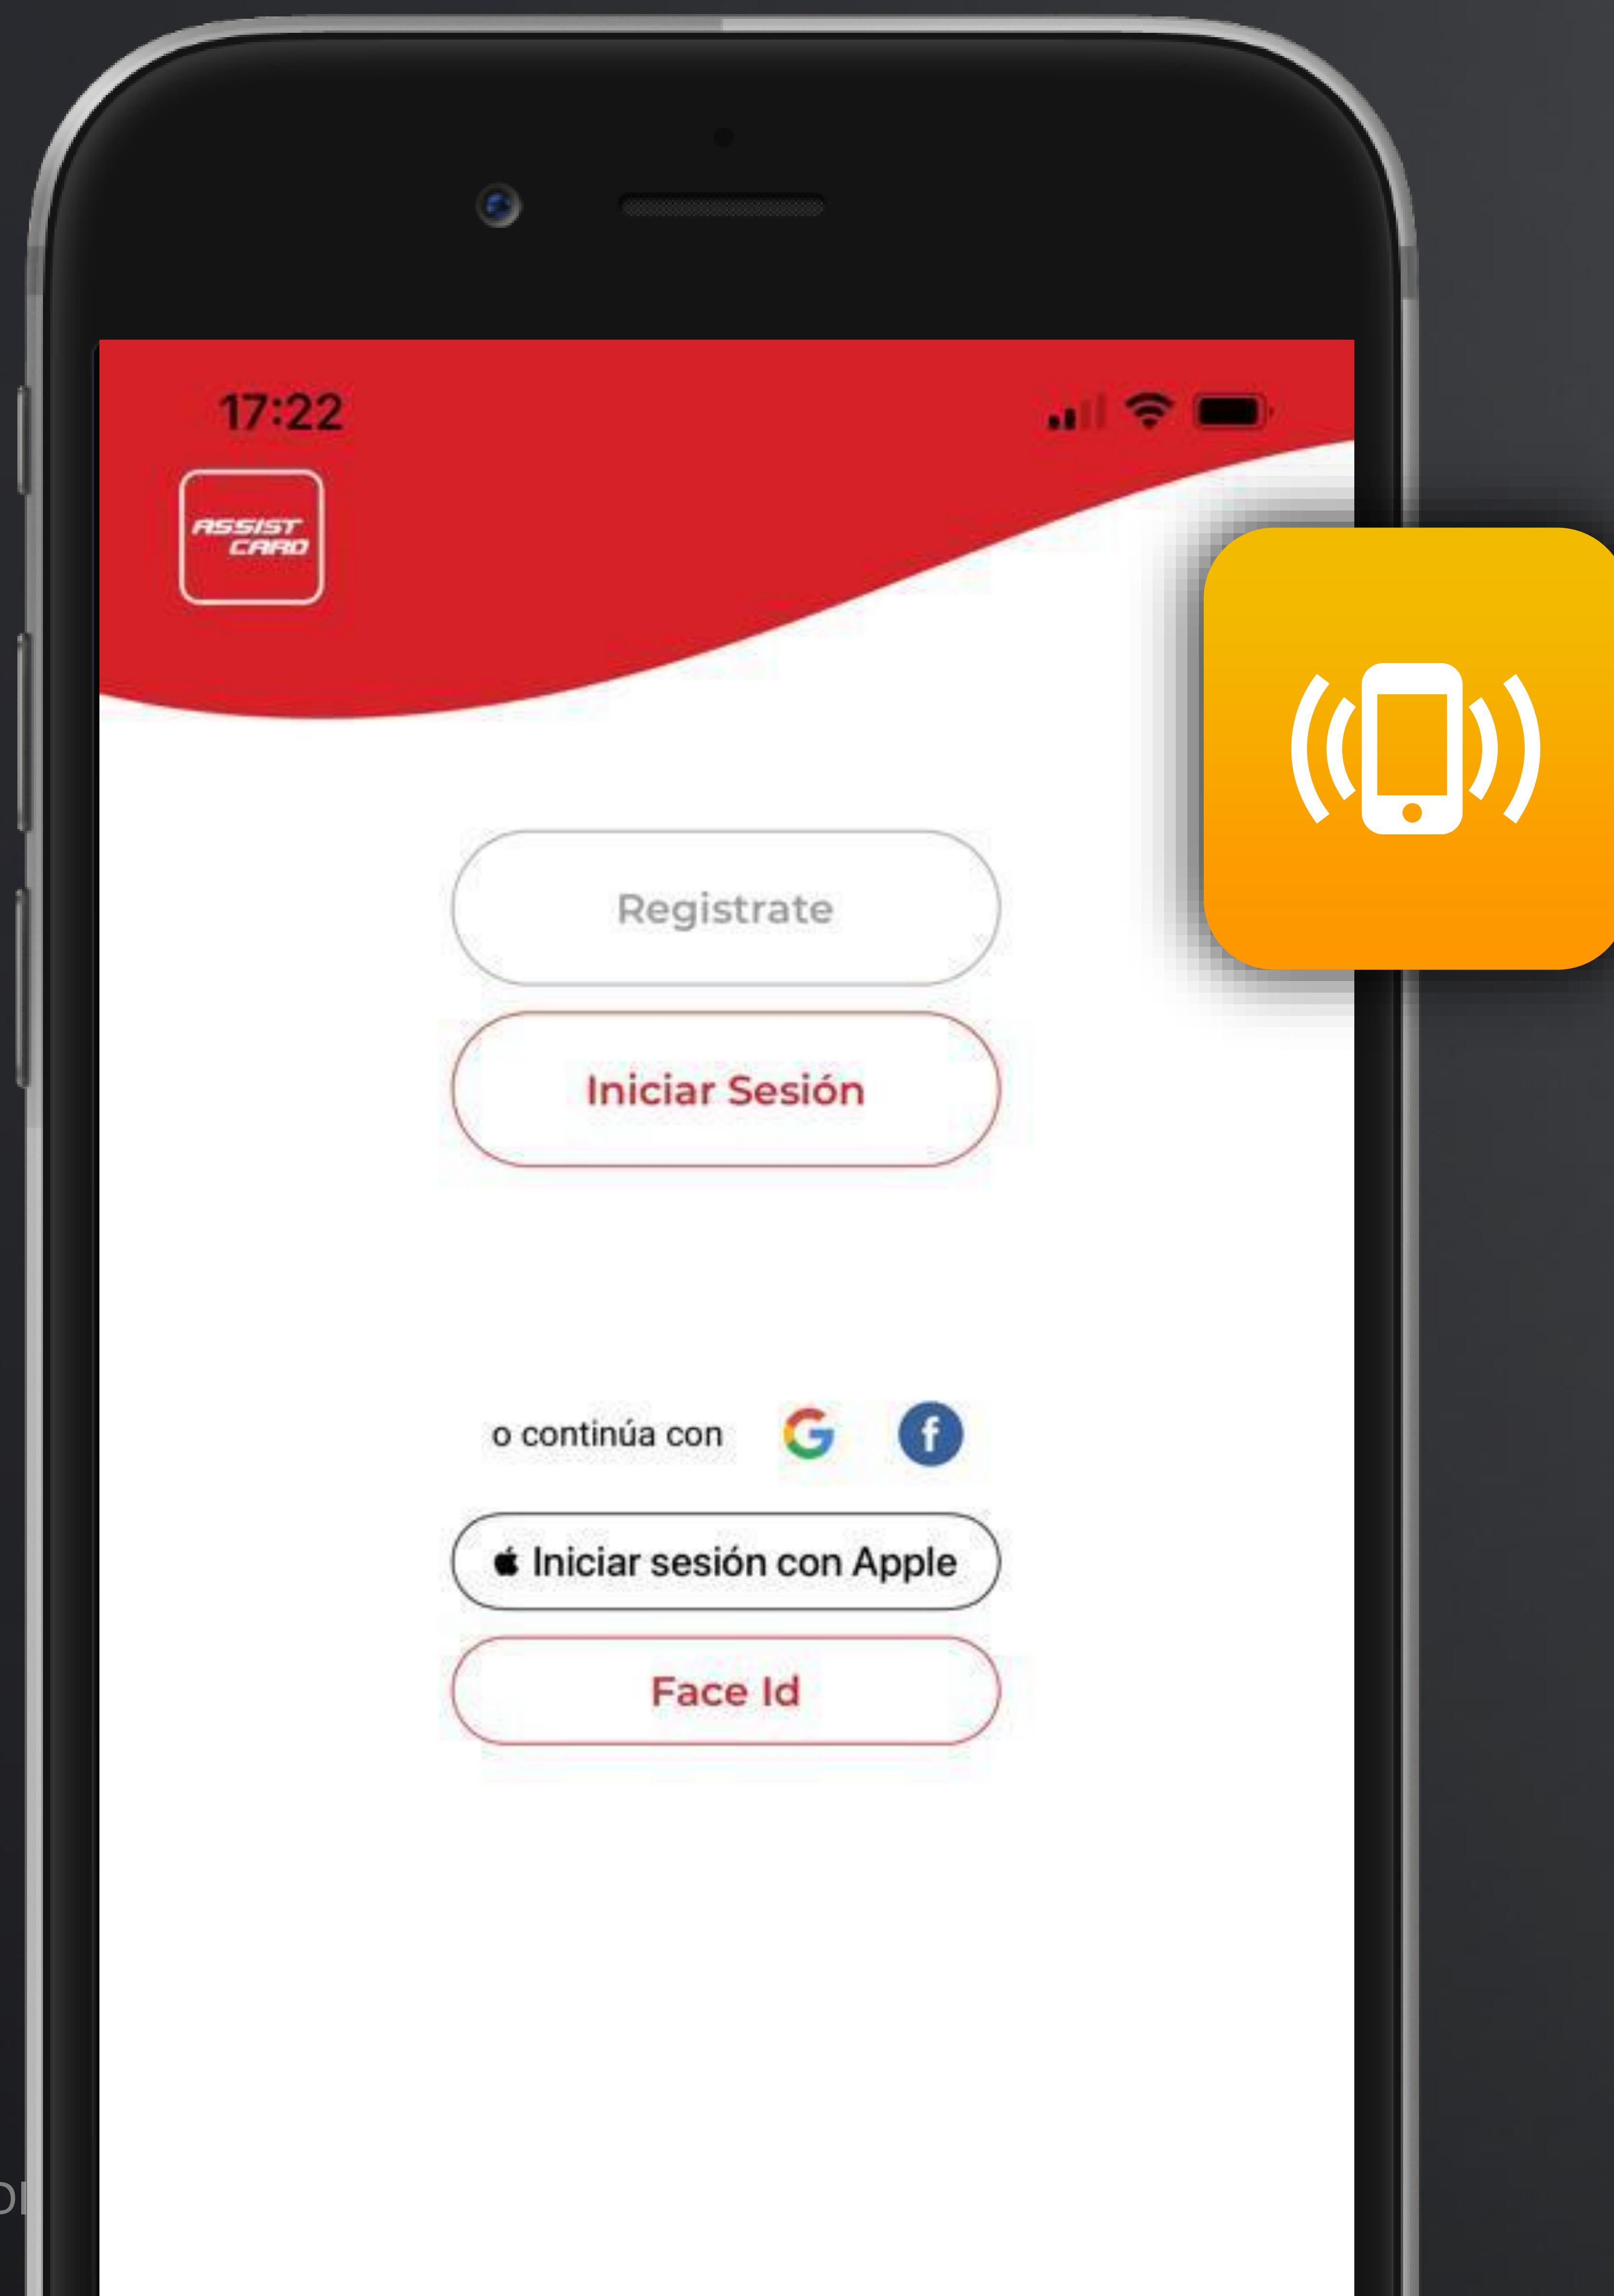 17:22
ASSIST
CARD
Registrate
Iniciar Sesión
o continúa con G f
Iniciar sesión con Apple
Face Id